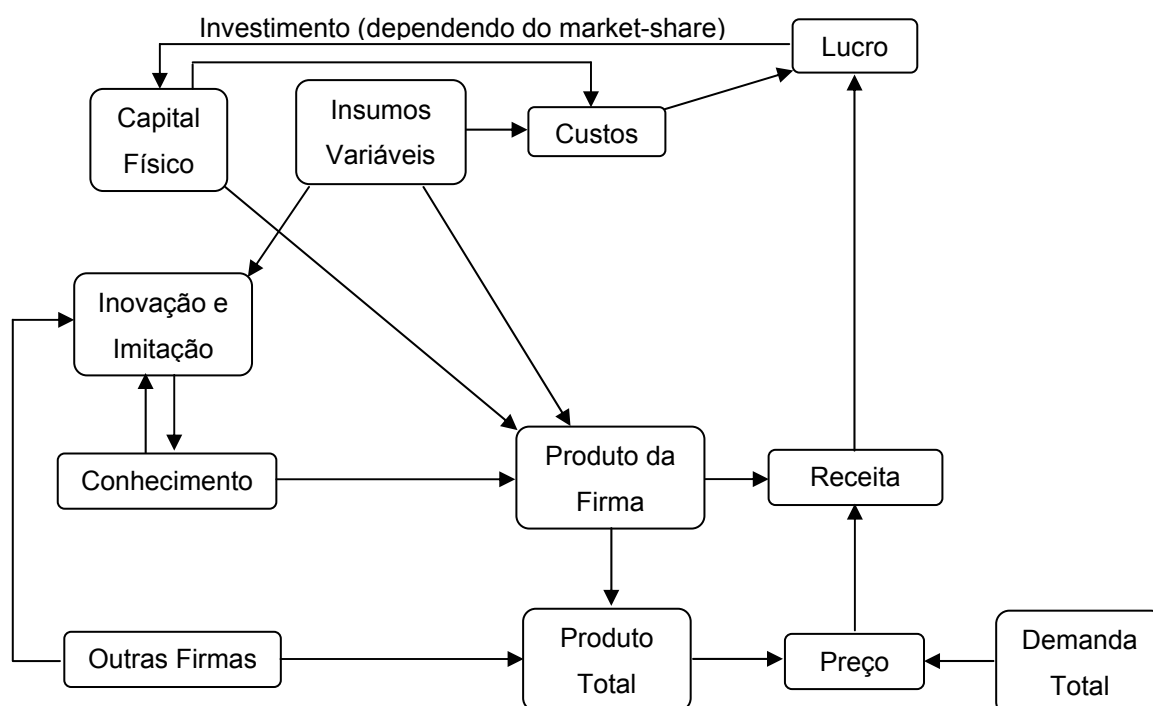 Investimento (dependendo do market-share)
Lucro
Capital
Físico
Insumos
Variáveis
Custos
Inovação e
Imitação
Conhecimento
Produto da
Firma
Receita
Outras Firmas
Produto
Total
Preço
Demanda
Total